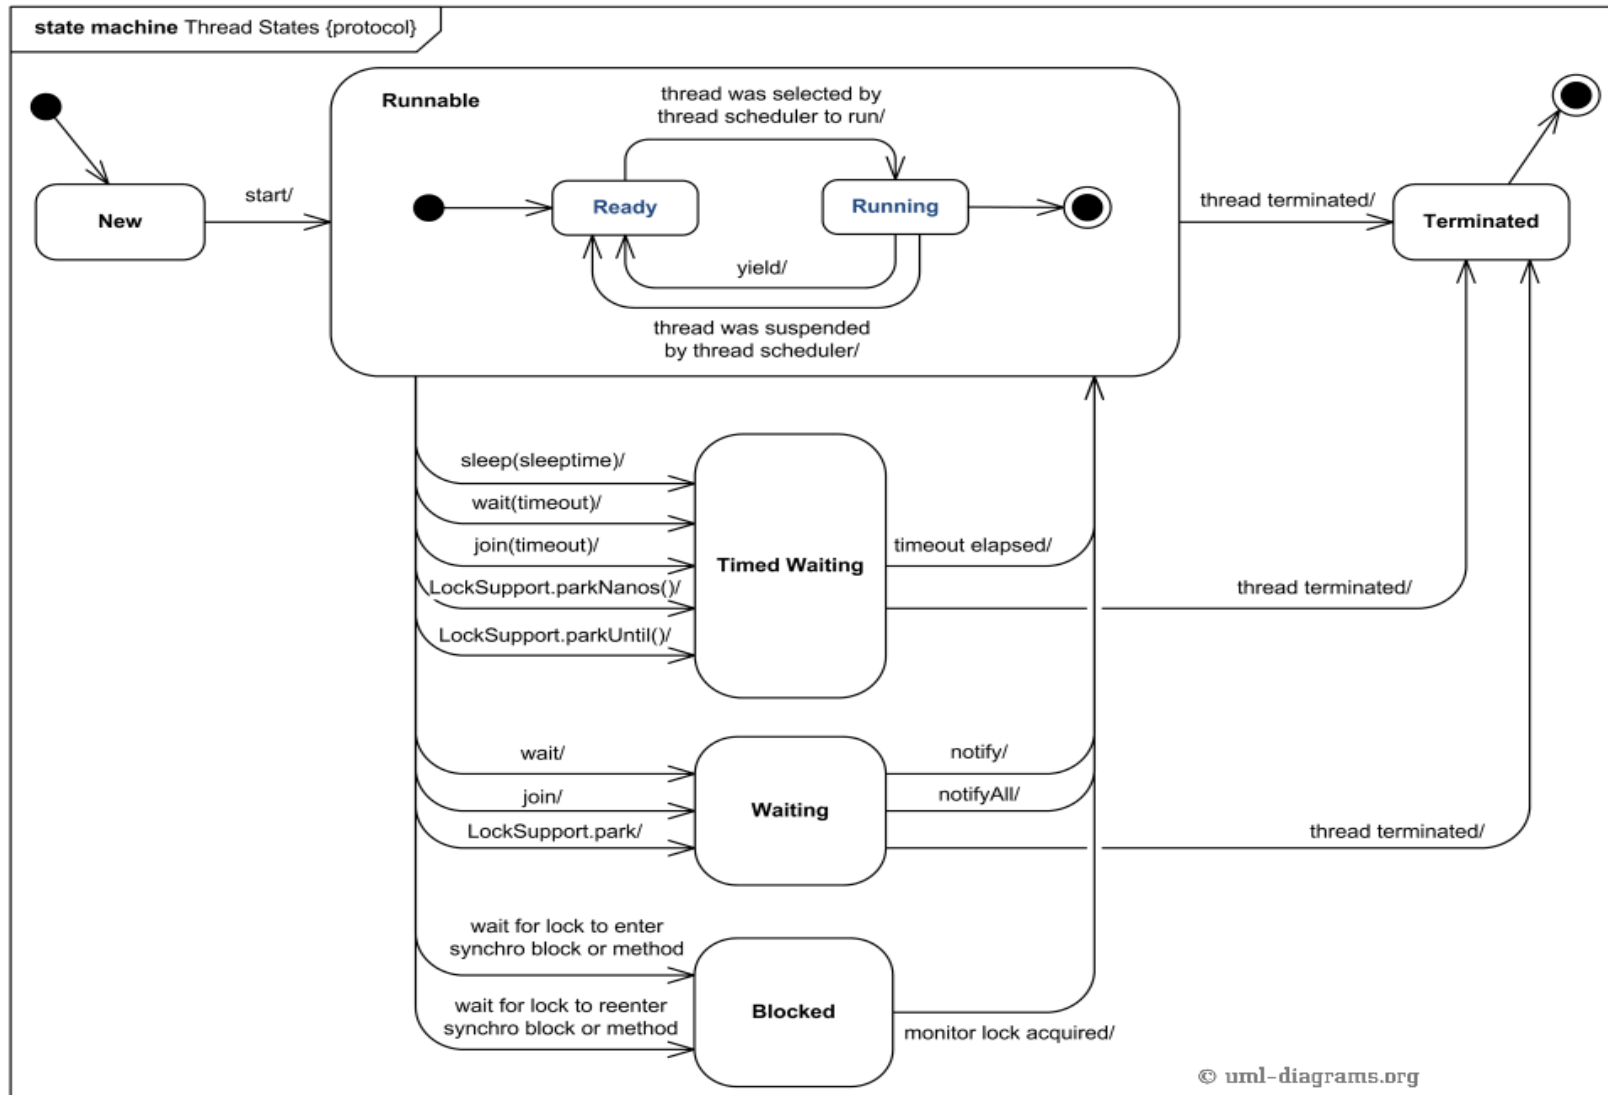 state machine Thread States {protocol}
Runnable
thread was selected by
thread scheduler to run/
New
start/
Ready
Running
thread terminated/
Terminated
yield/
thread was suspended
by thread scheduler/
sleep(sleeptime)/
wait(timeout)/
join(timeout)/
LockSupport.parkNanos()/
LockSupport.parkUntil()/
Timed Waiting
timeout elapsed/
thread terminated/
wait/
join/
LockSupport.park/
Waiting
notify/
notifyAll/
thread terminated/
wait for lock to enter
synchro block or method
wait for lock to reenter
synchro block or method
Blocked
monitor lock acquired/
© uml-diagrams.org